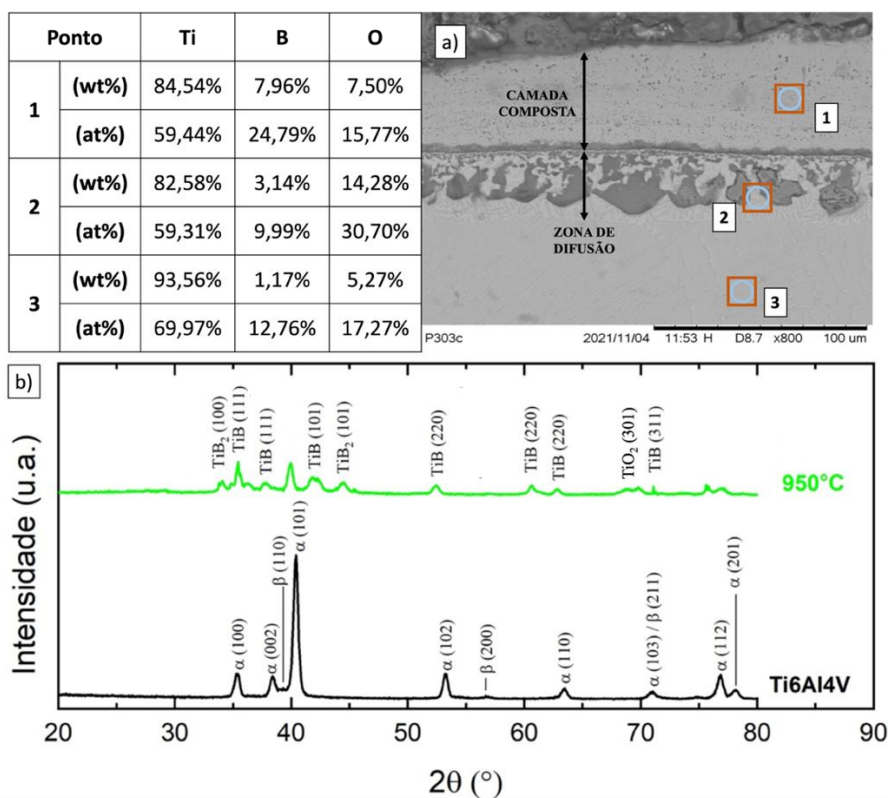 Ponto Ti B O
1 (wt%) 84,54% 7,96% 7,50%
(at%) 59,44% 24,79% 15,77%
2 (wt%) 82,58% 3,14% 14,28%
(at%) 59,31% 9,99% 30,70%
3 (wt%) 93,56% 1,17% 5,27%
(at%) 69,97% 12,76% 17,27%
a)
CAMADA
COMPOSTA
1
2
ZONA DE
DIFUSÃO
3
P303c 2021/11/04 11:53 H D8.7 x800 100 um
b)
Intensidade (u.a.)
TiB₂ (100)
TiB (111)
TiB (111)
TiB (101)
TiB₂ (101)
TiB (220)
TiB (220)
TiB (220)
TiO₂ (301)
TiB (311)
950°C
α (100)
α (002)
β (110)
α (101)
α (102)
β (200)
α (110)
α (103) / β (211)
α (112)
α (201)
Ti6Al4V
20 30 40 50 60 70 80 90
2θ (°)